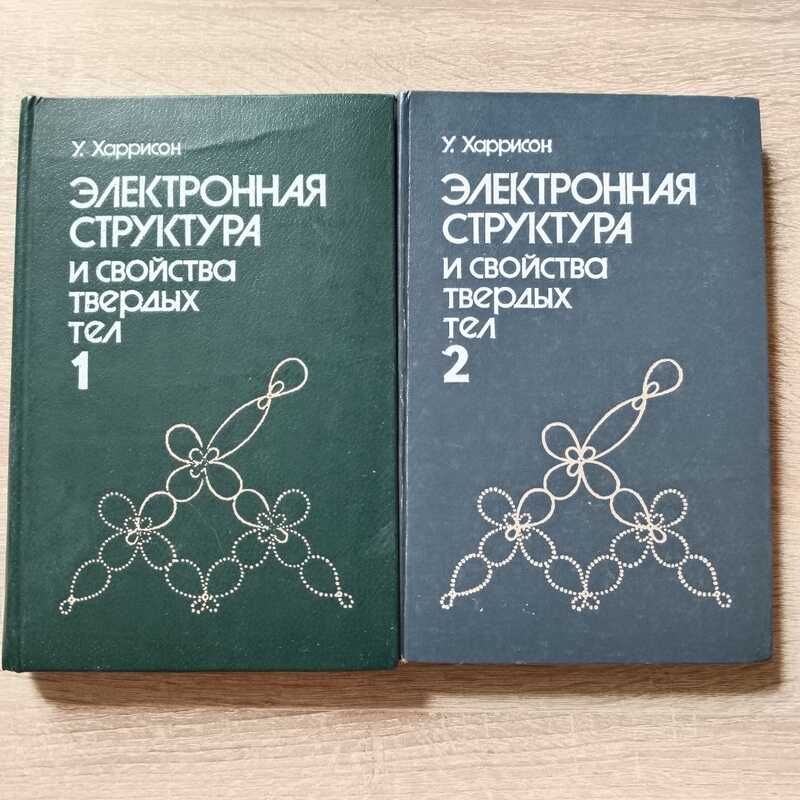 У. Харрисон
ЭЛЕКТРОННАЯ
СТРУКТУРА
и свойства
твердых
тел
1
У. Харрисон
ЭЛЕКТРОННАЯ
СТРУКТУРА
и свойства
твердых
тел
2